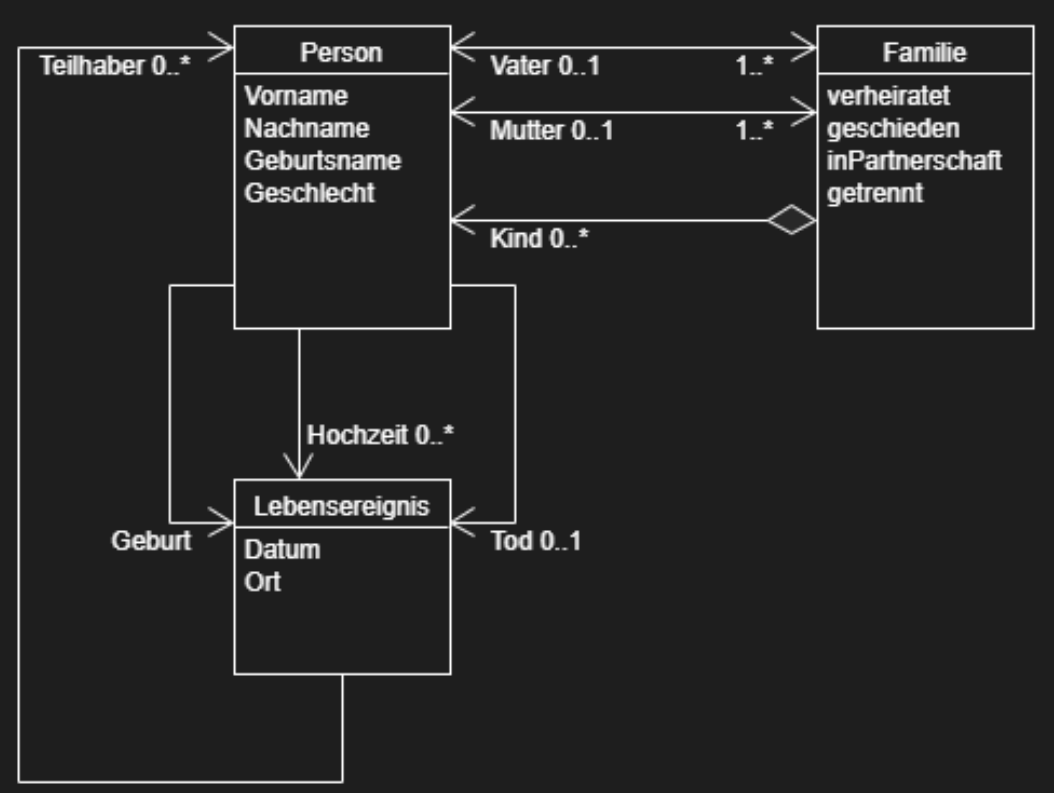 Person
Vorname
Nachname
Geburtsname
Geschlecht
Familie
verheiratet
geschieden
inPartnerschaft
getrennt
Teilhaber 0..*
Vater 0..1
1..*
Mutter 0..1
1..*
Kind 0..*
Hochzeit 0..*
Lebensereignis
Datum
Ort
Geburt
Tod 0..1